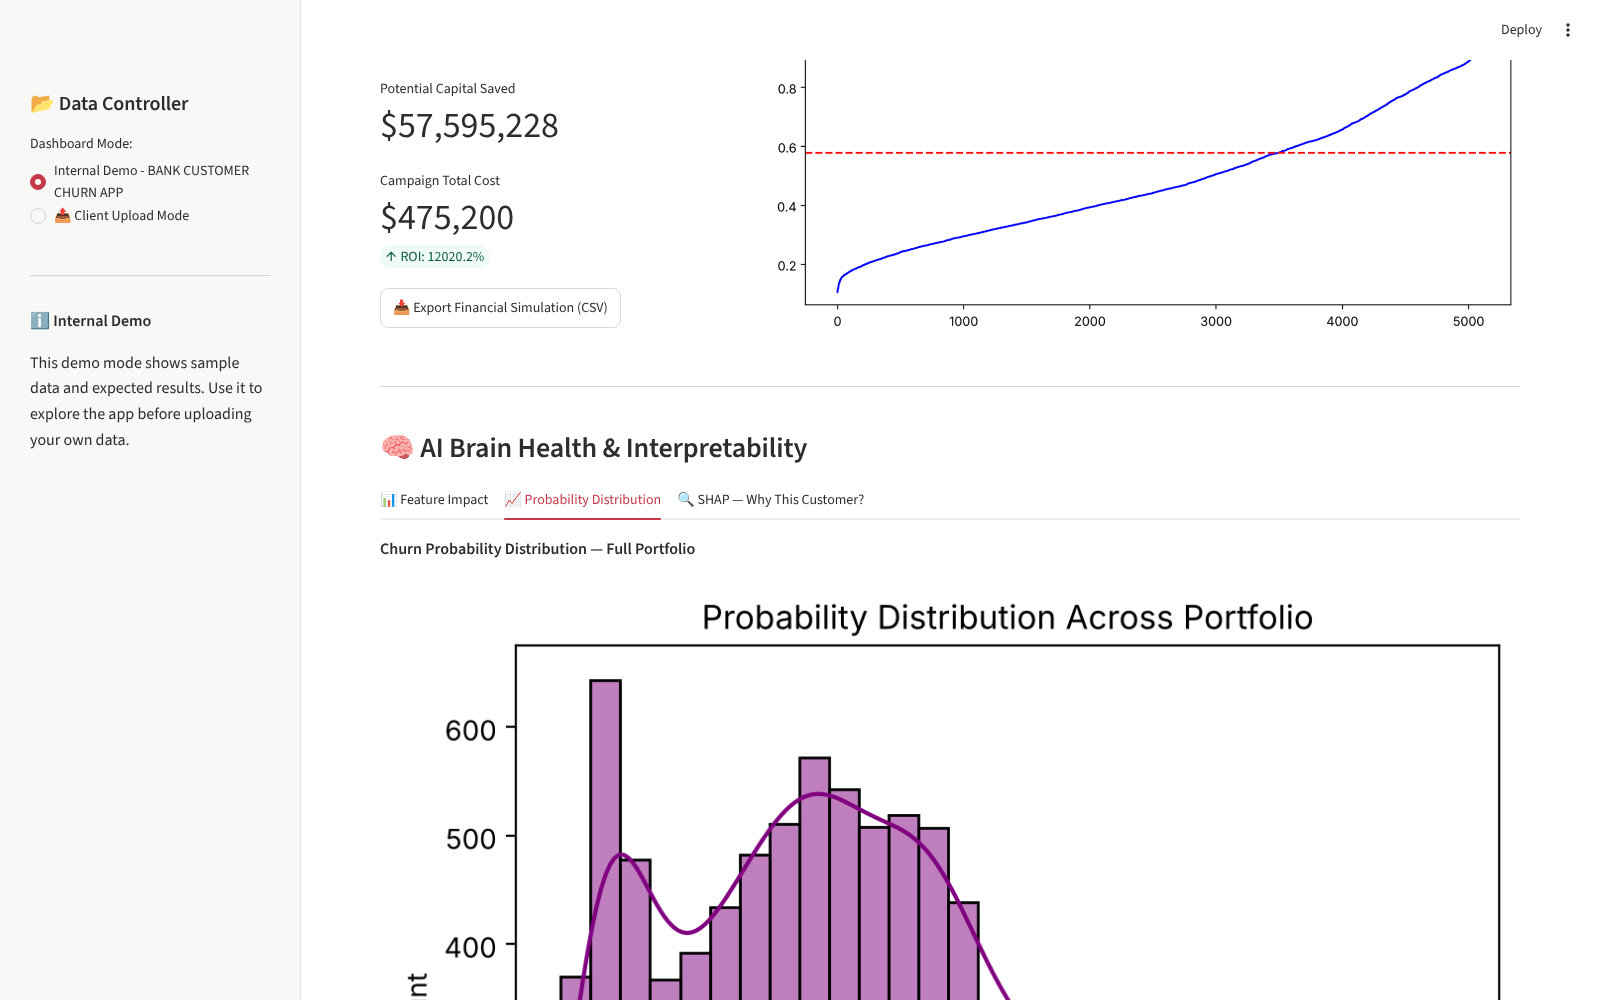 Deploy
📂 Data Controller
Dashboard Mode:
Internal Demo - BANK CUSTOMER
CHURN APP
📤 Client Upload Mode
ℹ️ Internal Demo
This demo mode shows sample
data and expected results. Use it to
explore the app before uploading
your own data.
Potential Capital Saved
$57,595,228
Campaign Total Cost
$475,200
↑ ROI: 12020.2%
📥 Export Financial Simulation (CSV)
0.8
0.6
0.4
0.2
0 1000 2000 3000 4000 5000
🧠 AI Brain Health & Interpretability
📊 Feature Impact 📈 Probability Distribution 🔍 SHAP — Why This Customer?
Churn Probability Distribution — Full Portfolio
Probability Distribution Across Portfolio
600
500
400